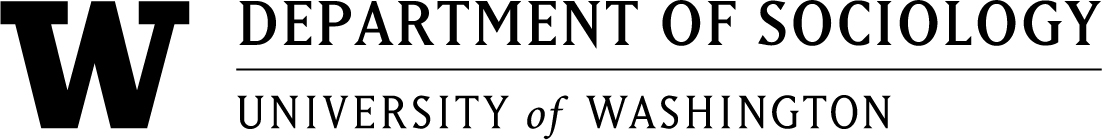 W
DEPARTMENT OF SOCIOLOGY
UNIVERSITY of WASHINGTON